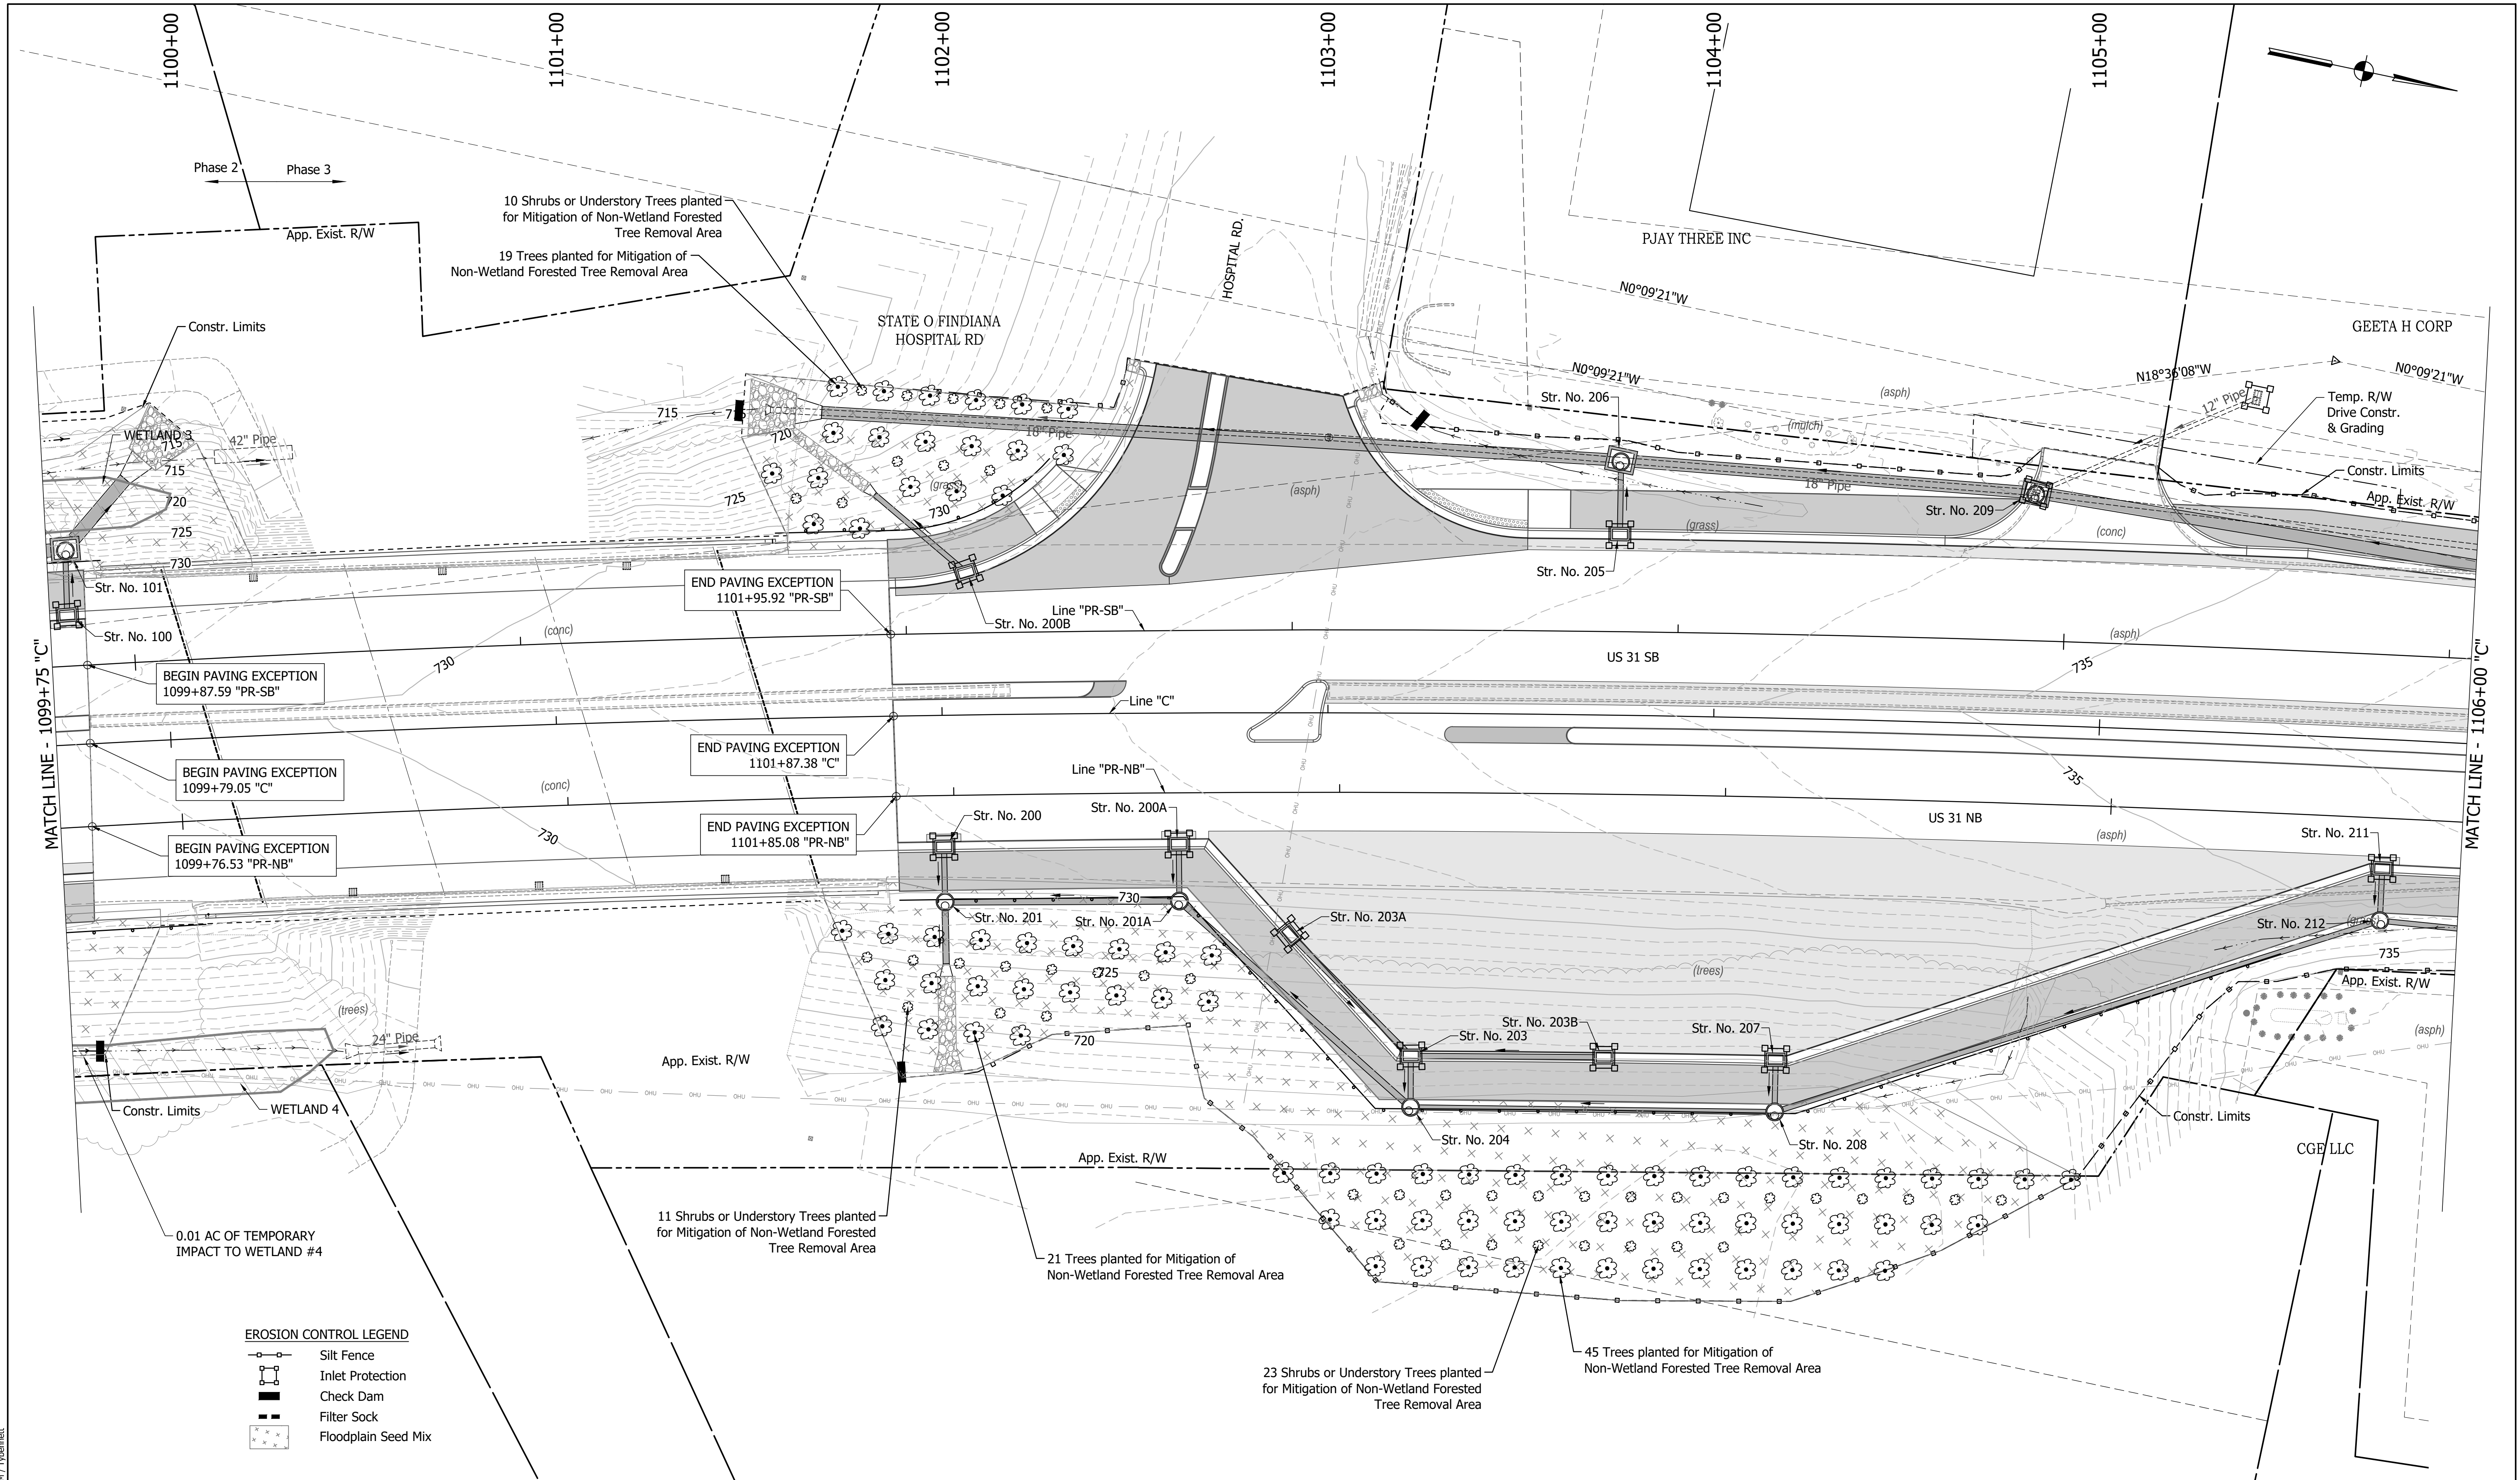 1100+00
1101+00
1102+00
1103+00
1104+00
1105+00
Phase 2
Phase 3
App. Exist. R/W
10 Shrubs or Understory Trees planted
for Mitigation of Non-Wetland Forested
Tree Removal Area
19 Trees planted for Mitigation of
Non-Wetland Forested Tree Removal Area
HOSPITAL RD.
PJAY THREE INC
N0°09'21"W
STATE O FINDIANA
HOSPITAL RD
GEETA H CORP
Constr. Limits
N0°09'21"W
N18°36'08"W
N0°09'21"W
(asph)
Str. No. 206
12" Pipe
Temp. R/W
Drive Constr.
& Grading
WETLAND 3
715
42" Pipe
715
715
720
18" Pipe
(mulch)
Constr. Limits
720
725
730
725
(grass)
730
(asph)
18" Pipe
Str. No. 209
App. Exist. R/W
(grass)
(conc)
Str. No. 101
Str. No. 205
END PAVING EXCEPTION
1101+95.92 "PR-SB"
Line "PR-SB"
Str. No. 200B
Str. No. 100
(conc)
(asph)
730
US 31 SB
735
BEGIN PAVING EXCEPTION
1099+87.59 "PR-SB"
MATCH LINE - 1099+75 "C"
MATCH LINE - 1106+00 "C"
Line "C"
END PAVING EXCEPTION
1101+87.38 "C"
BEGIN PAVING EXCEPTION
1099+79.05 "C"
(conc)
Line "PR-NB"
735
Str. No. 200
Str. No. 200A
END PAVING EXCEPTION
1101+85.08 "PR-NB"
US 31 NB
730
(asph)
Str. No. 211
BEGIN PAVING EXCEPTION
1099+76.53 "PR-NB"
730
Str. No. 201
Str. No. 201A
Str. No. 203A
Str. No. 212
(grass)
735
725
(trees)
App. Exist. R/W
(trees)
24" Pipe
720
Str. No. 203B
Str. No. 203
Str. No. 207
(asph)
App. Exist. R/W
OHU
Constr. Limits
WETLAND 4
Str. No. 204
Str. No. 208
Constr. Limits
CGE LLC
App. Exist. R/W
11 Shrubs or Understory Trees planted
for Mitigation of Non-Wetland Forested
Tree Removal Area
0.01 AC OF TEMPORARY
IMPACT TO WETLAND #4
21 Trees planted for Mitigation of
Non-Wetland Forested Tree Removal Area
EROSION CONTROL LEGEND
Silt Fence
Inlet Protection
Check Dam
Filter Sock
Floodplain Seed Mix
45 Trees planted for Mitigation of
Non-Wetland Forested Tree Removal Area
23 Shrubs or Understory Trees planted
for Mitigation of Non-Wetland Forested
Tree Removal Area